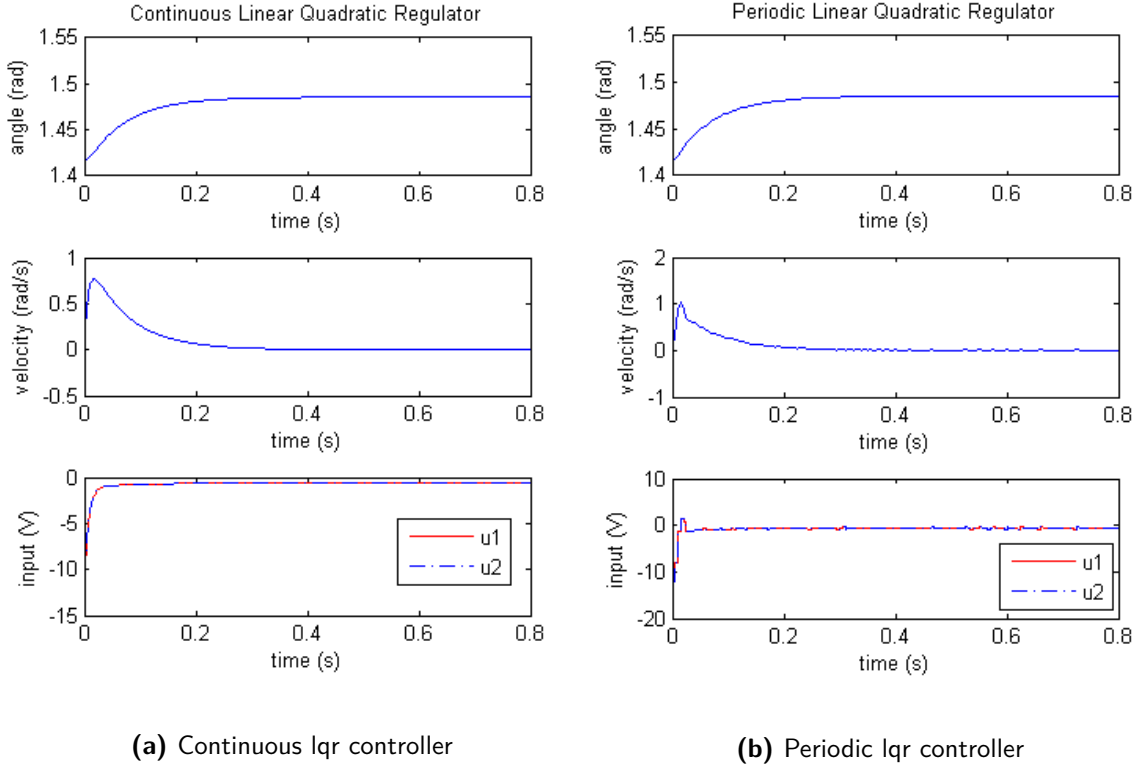 Continuous Linear Quadratic Regulator
1.55
1.5
1.45
1.4
angle (rad)
0 0.2 0.4 0.6 0.8
time (s)
1
0.5
0
-0.5
velocity (rad/s)
0 0.2 0.4 0.6 0.8
time (s)
0
-5
-10
-15
input (V)
u1
u2
0 0.2 0.4 0.6 0.8
time (s)
(a) Continuous lqr controller
Periodic Linear Quadratic Regulator
1.55
1.5
1.45
1.4
angle (rad)
0 0.2 0.4 0.6 0.8
time (s)
2
1
0
-1
velocity (rad/s)
0 0.2 0.4 0.6 0.8
time (s)
10
0
-10
-20
input (V)
u1
u2
0 0.2 0.4 0.6 0.8
time (s)
(b) Periodic lqr controller